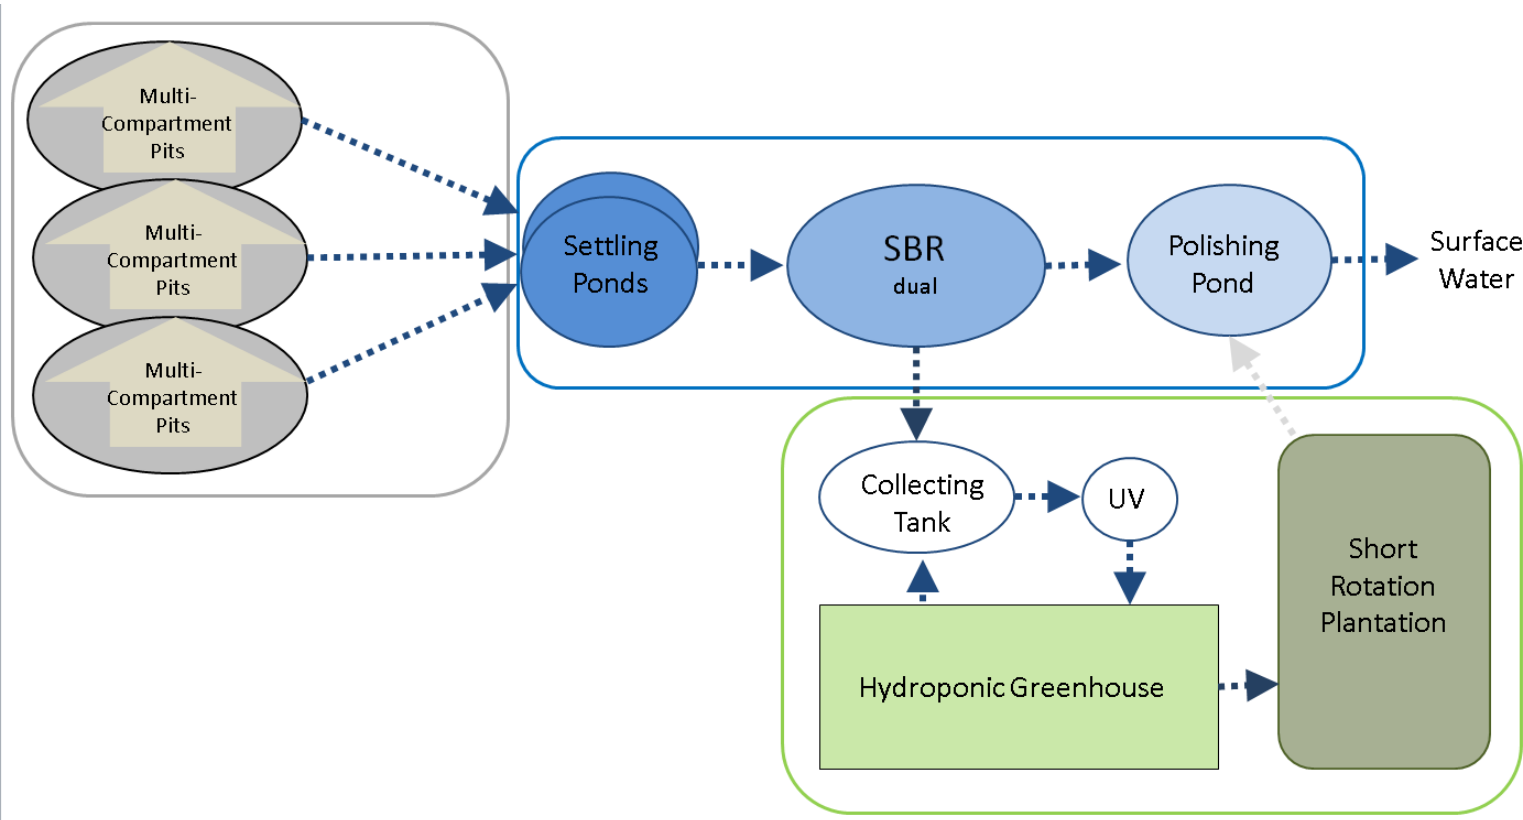 Multi-
Compartment
Pits
Multi-
Compartment
Pits
Multi-
Compartment
Pits
Settling
Ponds
SBR
dual
Polishing
Pond
Surface
Water
Collecting
Tank
UV
Short
Rotation
Plantation
Hydroponic Greenhouse